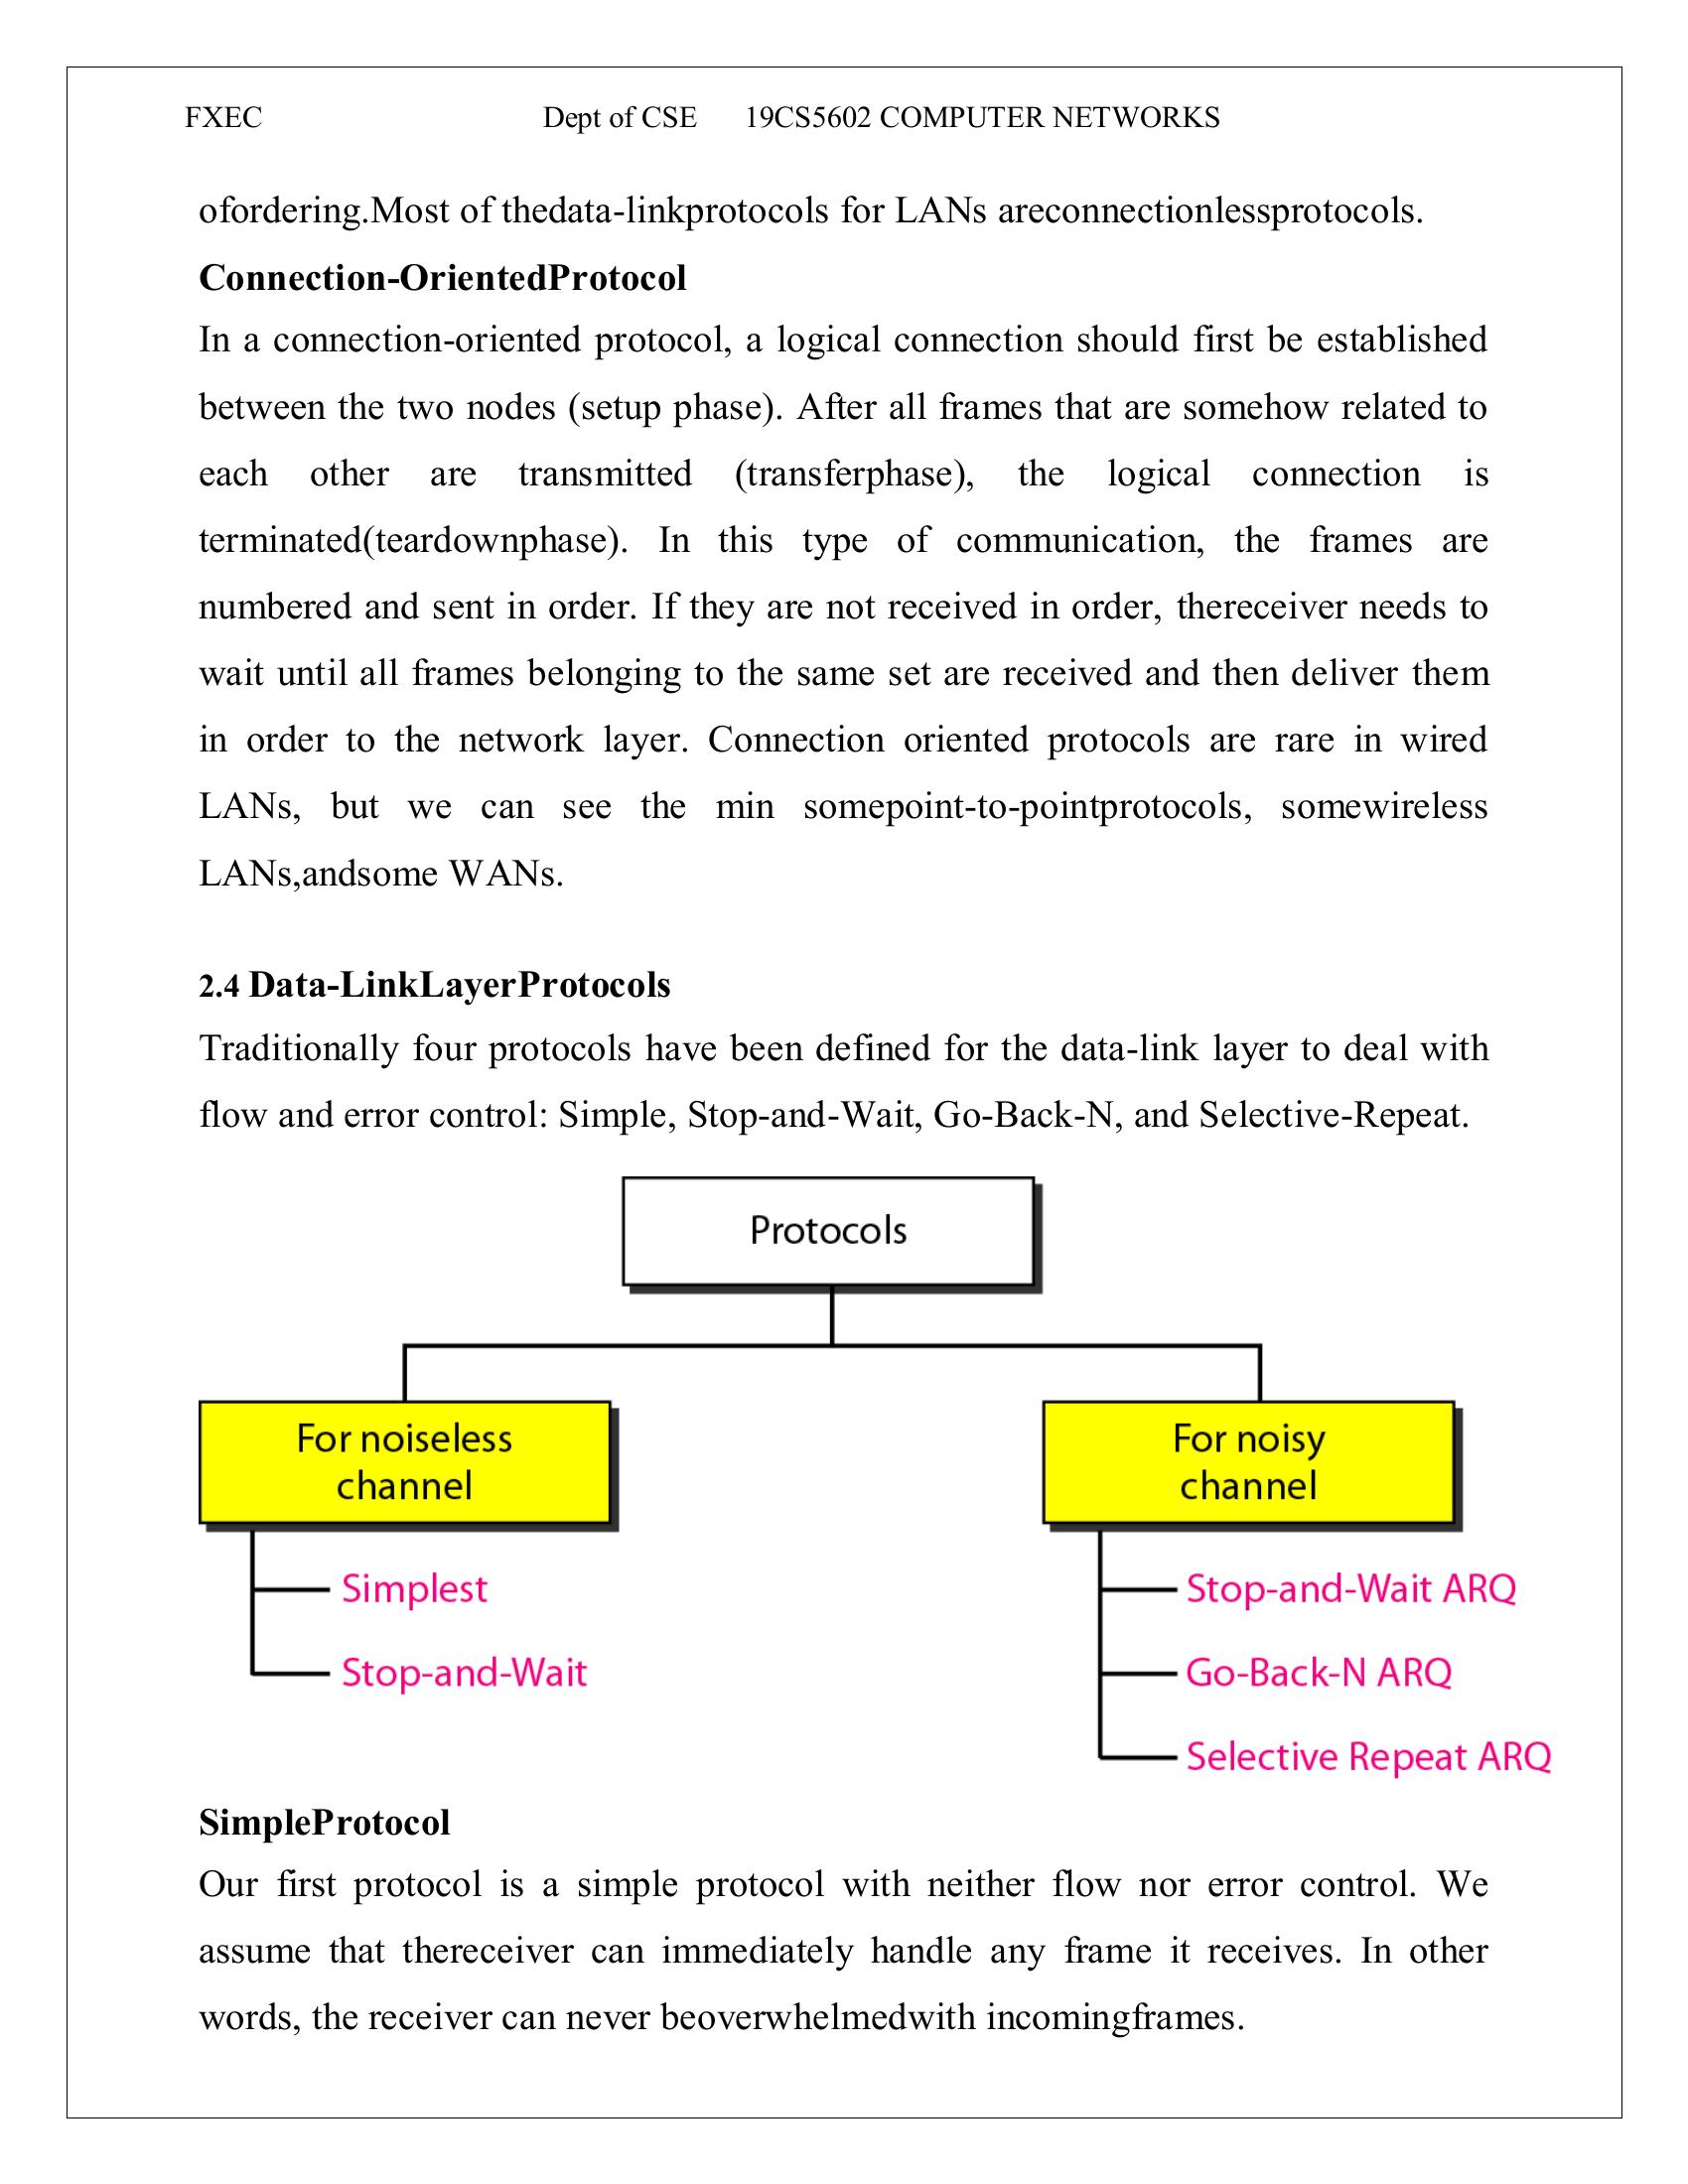 FXEC Dept of CSE 19CS5602 COMPUTER NETWORKS
ofordering.Most of thedata-linkprotocols for LANs areconnectionlessprotocols.
Connection-OrientedProtocol
In a connection-oriented protocol, a logical connection should first be established
between the two nodes (setup phase). After all frames that are somehow related to
each other are transmitted (transferphase), the logical connection is
terminated(teardownphase). In this type of communication, the frames are
numbered and sent in order. If they are not received in order, thereceiver needs to
wait until all frames belonging to the same set are received and then deliver them
in order to the network layer. Connection oriented protocols are rare in wired
LANs, but we can see the min somepoint-to-pointprotocols, somewireless
LANs,andsome WANs.
2.4 Data-LinkLayerProtocols
Traditionally four protocols have been defined for the data-link layer to deal with
flow and error control: Simple, Stop-and-Wait, Go-Back-N, and Selective-Repeat.
Protocols
For noiseless
channel
Simplest
Stop-and-Wait
For noisy
channel
Stop-and-Wait ARQ
Go-Back-N ARQ
Selective Repeat ARQ
SimpleProtocol
Our first protocol is a simple protocol with neither flow nor error control. We
assume that thereceiver can immediately handle any frame it receives. In other
words, the receiver can never beoverwhelmedwith incomingframes.